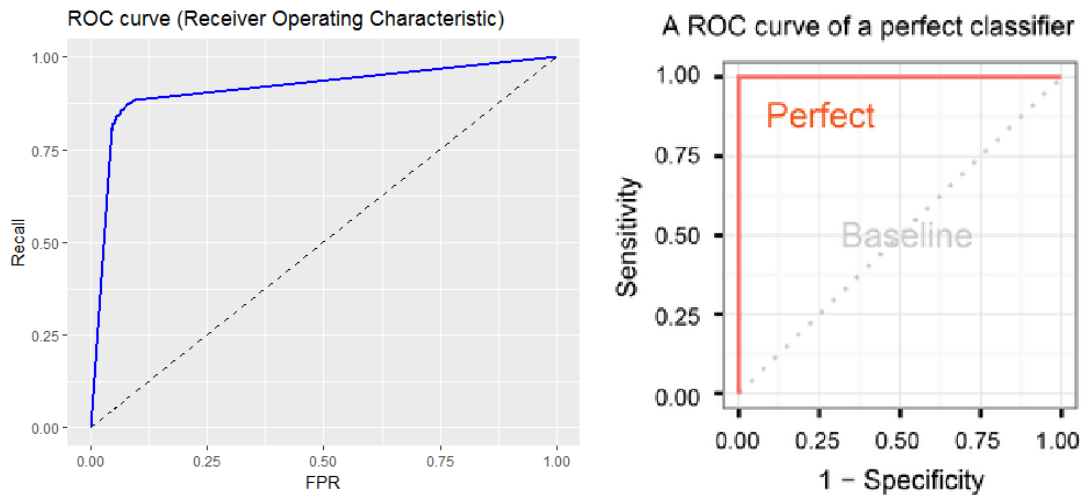 ROC curve (Receiver Operating Characteristic)
1.00
0.75
0.50
0.25
0.00
Recall
0.00 0.25 0.50 0.75 1.00
FPR
A ROC curve of a perfect classifier
1.00
0.75
0.50
0.25
0.00
Sensitivity
Perfect
Baseline
0.00 0.25 0.50 0.75 1.00
1 − Specificity